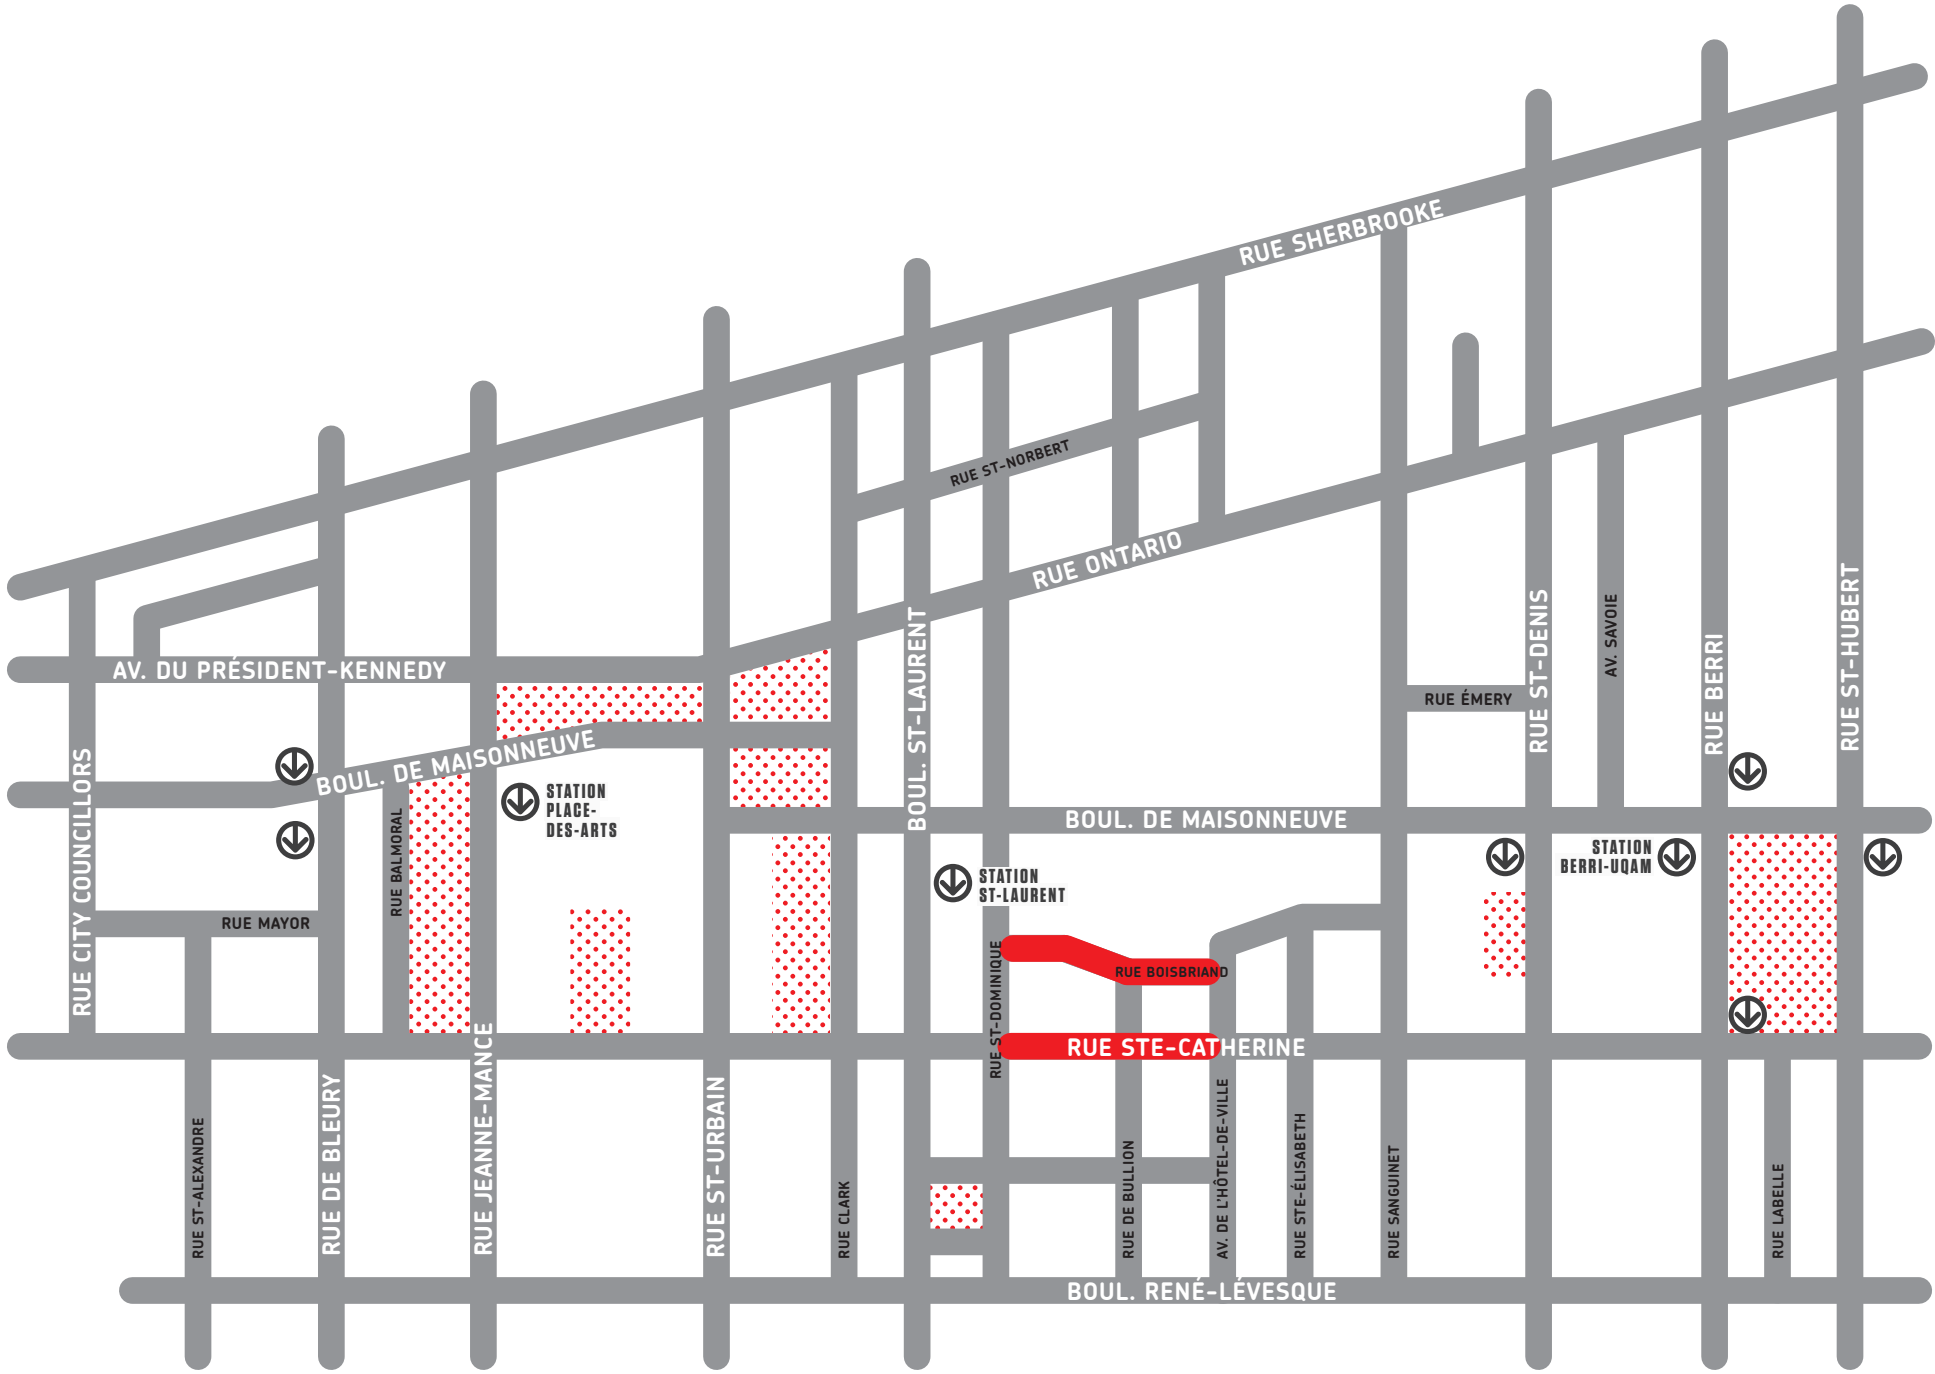 RUE SHERBROOKE
RUE ST-NORBERT
RUE ONTARIO
AV. DU PRÉSIDENT-KENNEDY
RUE ÉMERY
RUE ST-DENIS
AV. SAVOIE
RUE BERRI
RUE ST-HUBERT
BOUL. DE MAISONNEUVE
BOUL. ST-LAURENT
RUE CITY COUNCILLORS
STATION
PLACE-
DES-ARTS
BOUL. DE MAISONNEUVE
RUE BALMORAL
STATION
BERRI-UQAM
STATION
ST-LAURENT
RUE MAYOR
RUE BOISBRIAND
RUE ST-DOMINIQUE
RUE STE-CATHERINE
RUE ST-ALEXANDRE
RUE DE BLEURY
RUE JEANNE-MANCE
RUE ST-URBAIN
RUE CLARK
RUE DE BULLION
AV. DE L'HÔTEL-DE-VILLE
RUE STE-ÉLISABETH
RUE SANGUINET
RUE LABELLE
BOUL. RENÉ-LÉVESQUE